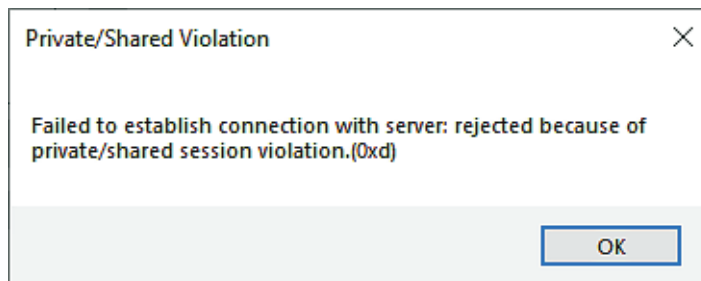 Private/Shared Violation
Failed to establish connection with server: rejected because of
private/shared session violation.(0xd)
OK